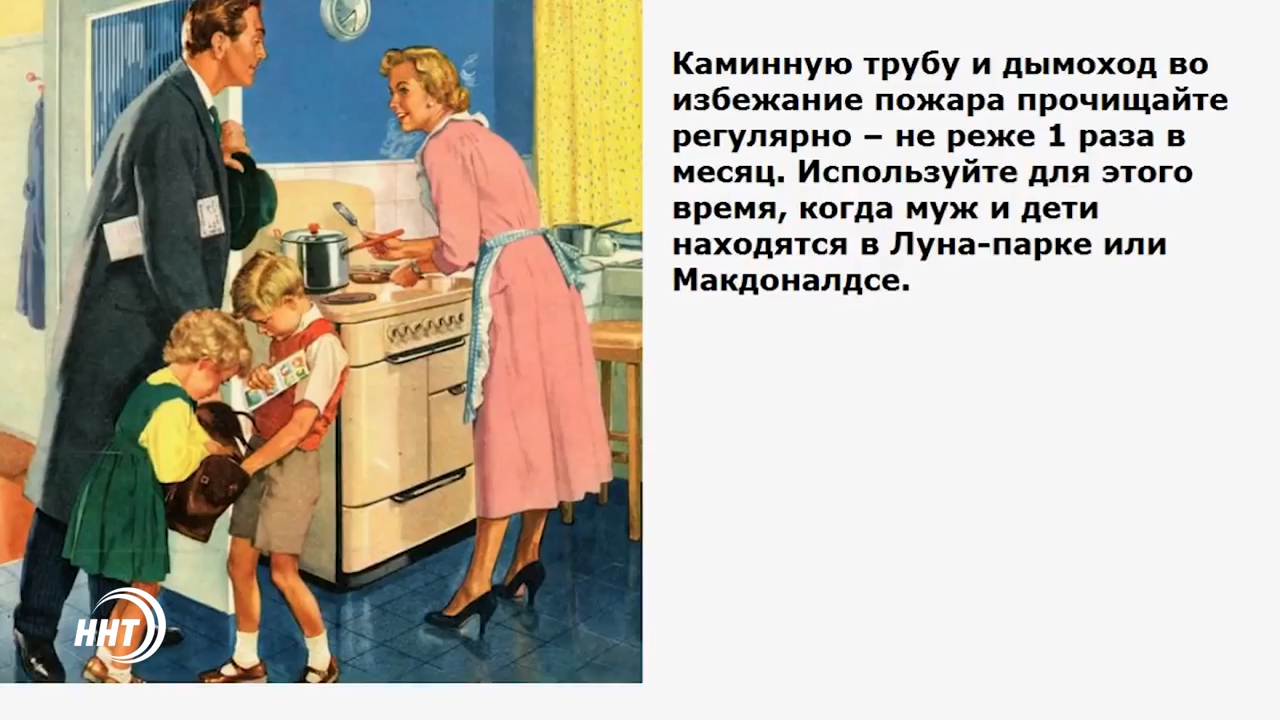 Каминную трубу и дымоход во
избежание пожара прочищайте
регулярно – не реже 1 раза в
месяц. Используйте для этого
время, когда муж и дети
находятся в Луна-парке или
Макдоналдсе.
ННТ